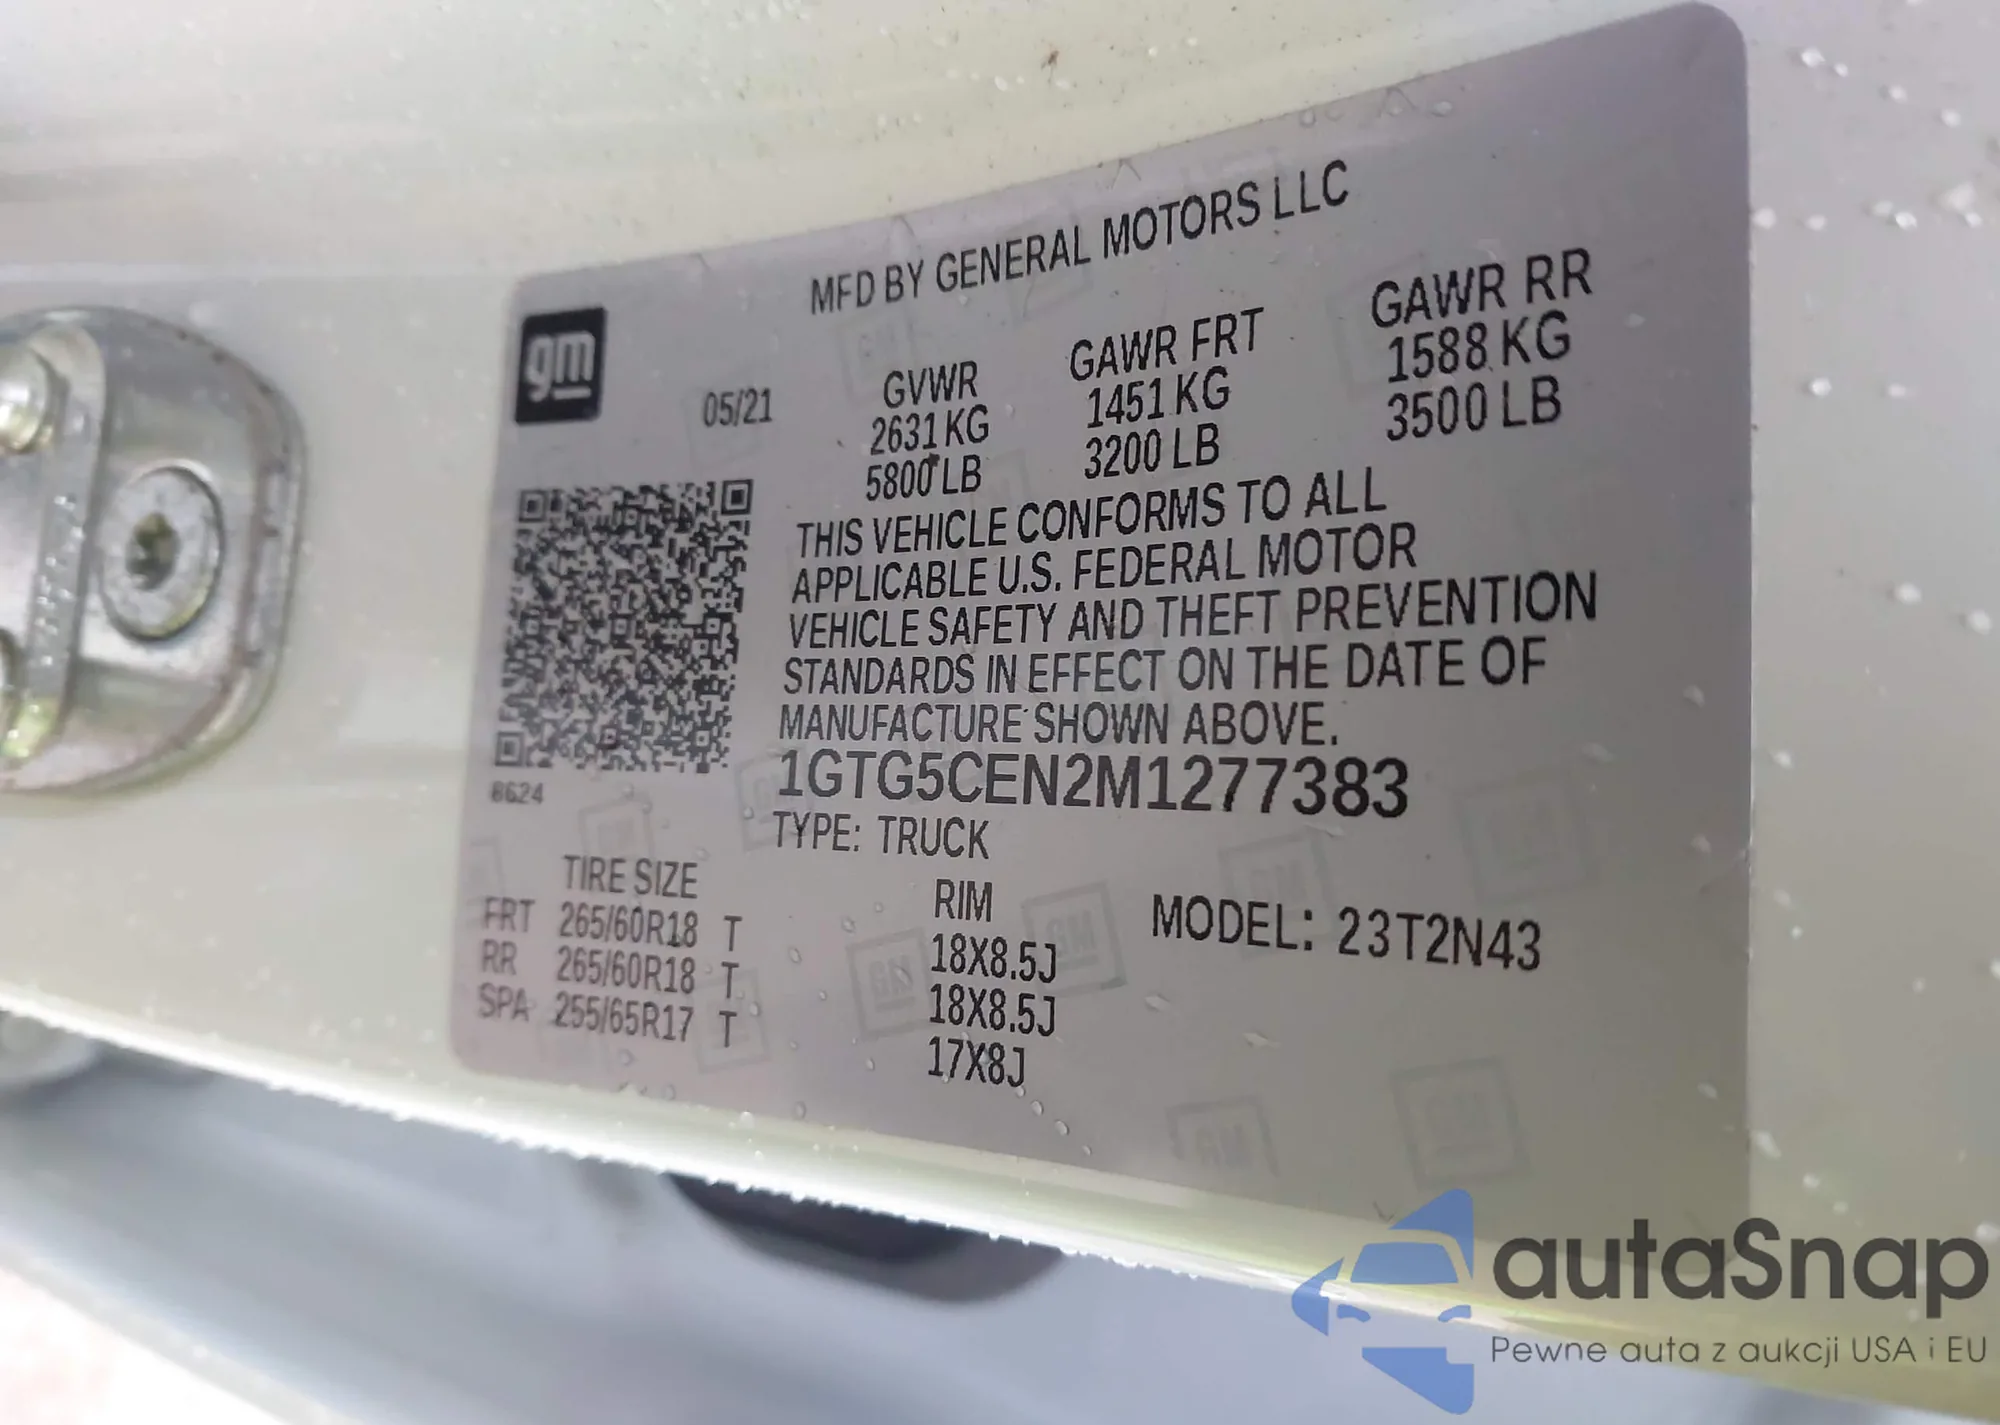 MFD BY GENERAL MOTORS LLC
gm
05/21
GVWR
2631 KG
5800 LB
GAWR FRT
1451 KG
3200 LB
GAWR RR
1588 KG
3500 LB
THIS VEHICLE CONFORMS TO ALL
APPLICABLE U.S. FEDERAL MOTOR
VEHICLE SAFETY AND THEFT PREVENTION
STANDARDS IN EFFECT ON THE DATE OF
MANUFACTURE SHOWN ABOVE.
1GTG5CEN2M1277383
8624
TYPE: TRUCK
TIRE SIZE
RIM
FRT 265/60R18 T 18X8.5J
RR 265/60R18 T 18X8.5J
SPA 255/65R17 T 17X8J
MODEL: 23T2N43
autaSnap
Pewne auta z aukcji USA i EU